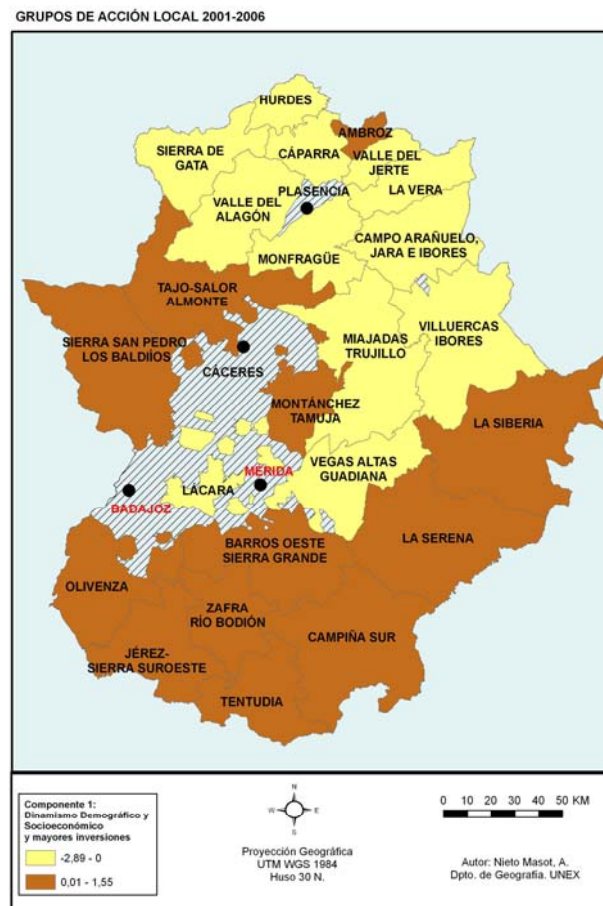 GRUPOS DE ACCIÓN LOCAL 2001-2006
HURDES
AMBROZ
SIERRA DE
GATA
CÁPARRA
VALLE DEL
JERTE
PLASENCIA
LA VERA
VALLE DEL
ALAGÓN
CAMPO ARAÑUELO,
JARA E IBORES
MONFRAGÜE
TAJO-SALOR
ALMONTE
SIERRA SAN PEDRO
LOS BALDIÍOS
MIAJADAS
TRUJILLO
VILLUERCAS
IBORES
CÁCERES
MONTÁNCHEZ
TAMUJA
LA SIBERIA
VEGAS ALTAS
GUADIANA
MÉRIDA
LÁCARA
BADAJOZ
LA SERENA
BARROS OESTE
SIERRA GRANDE
OLIVENZA
ZAFRA
RÍO BODIÓN
CAMPIÑA SUR
JÉREZ-
SIERRA SUROESTE
TENTUDIA
Componente 1:
Dinamismo Demográfico y
Socioeconómico
y mayores inversiones
-2,89 - 0
0,01 - 1,55
N
W E
S
Proyección Geográfica
UTM WGS 1984
Huso 30 N.
0 10 20 30 40 50 KM
Autor: Nieto Masot, A.
Dpto. de Geografía. UNEX